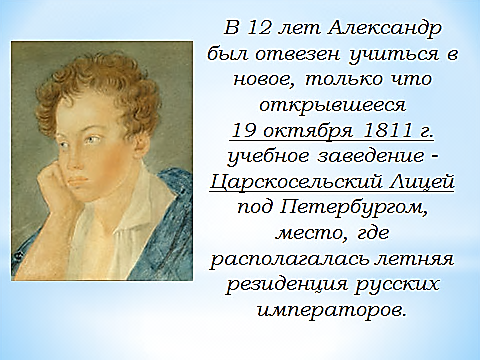 В 12 лет Александр
был отвезен учиться в
новое, только что
открывшееся
19 октября 1811 г.
учебное заведение -
Царскосельский Лицей
под Петербургом,
место, где
располагалась летняя
резиденция русских
императоров.